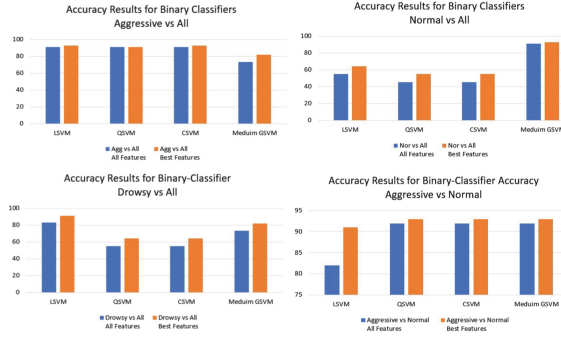 Accuracy Results for Binary Classifiers
Aggressive vs All
100
80
60
40
20
0
LSVM
QSVM
CSVM
Meduim GSVM
Agg vs All
All Features
Agg vs All
Best Features
Accuracy Results for Binary Classifiers
Normal vs All
100
80
60
40
20
0
LSVM
QSVM
CSVM
Meduim GSVM
Nor vs All
All Features
Nor vs All
Best Features
Accuracy Results for Binary-Classifier
Drowsy vs All
100
80
60
40
20
0
LSVM
QSVM
CSVM
Meduim GSVM
Drowsy vs All
All Features
Drowsy vs All
Best Features
Accuracy Results for Binary-Classifier Accuracy
Aggressive vs Normal
95
90
85
80
75
LSVM
QSVM
CSVM
Meduim GSVM
Aggressive vs Normal
All Features
Aggressive vs Normal
Best Features